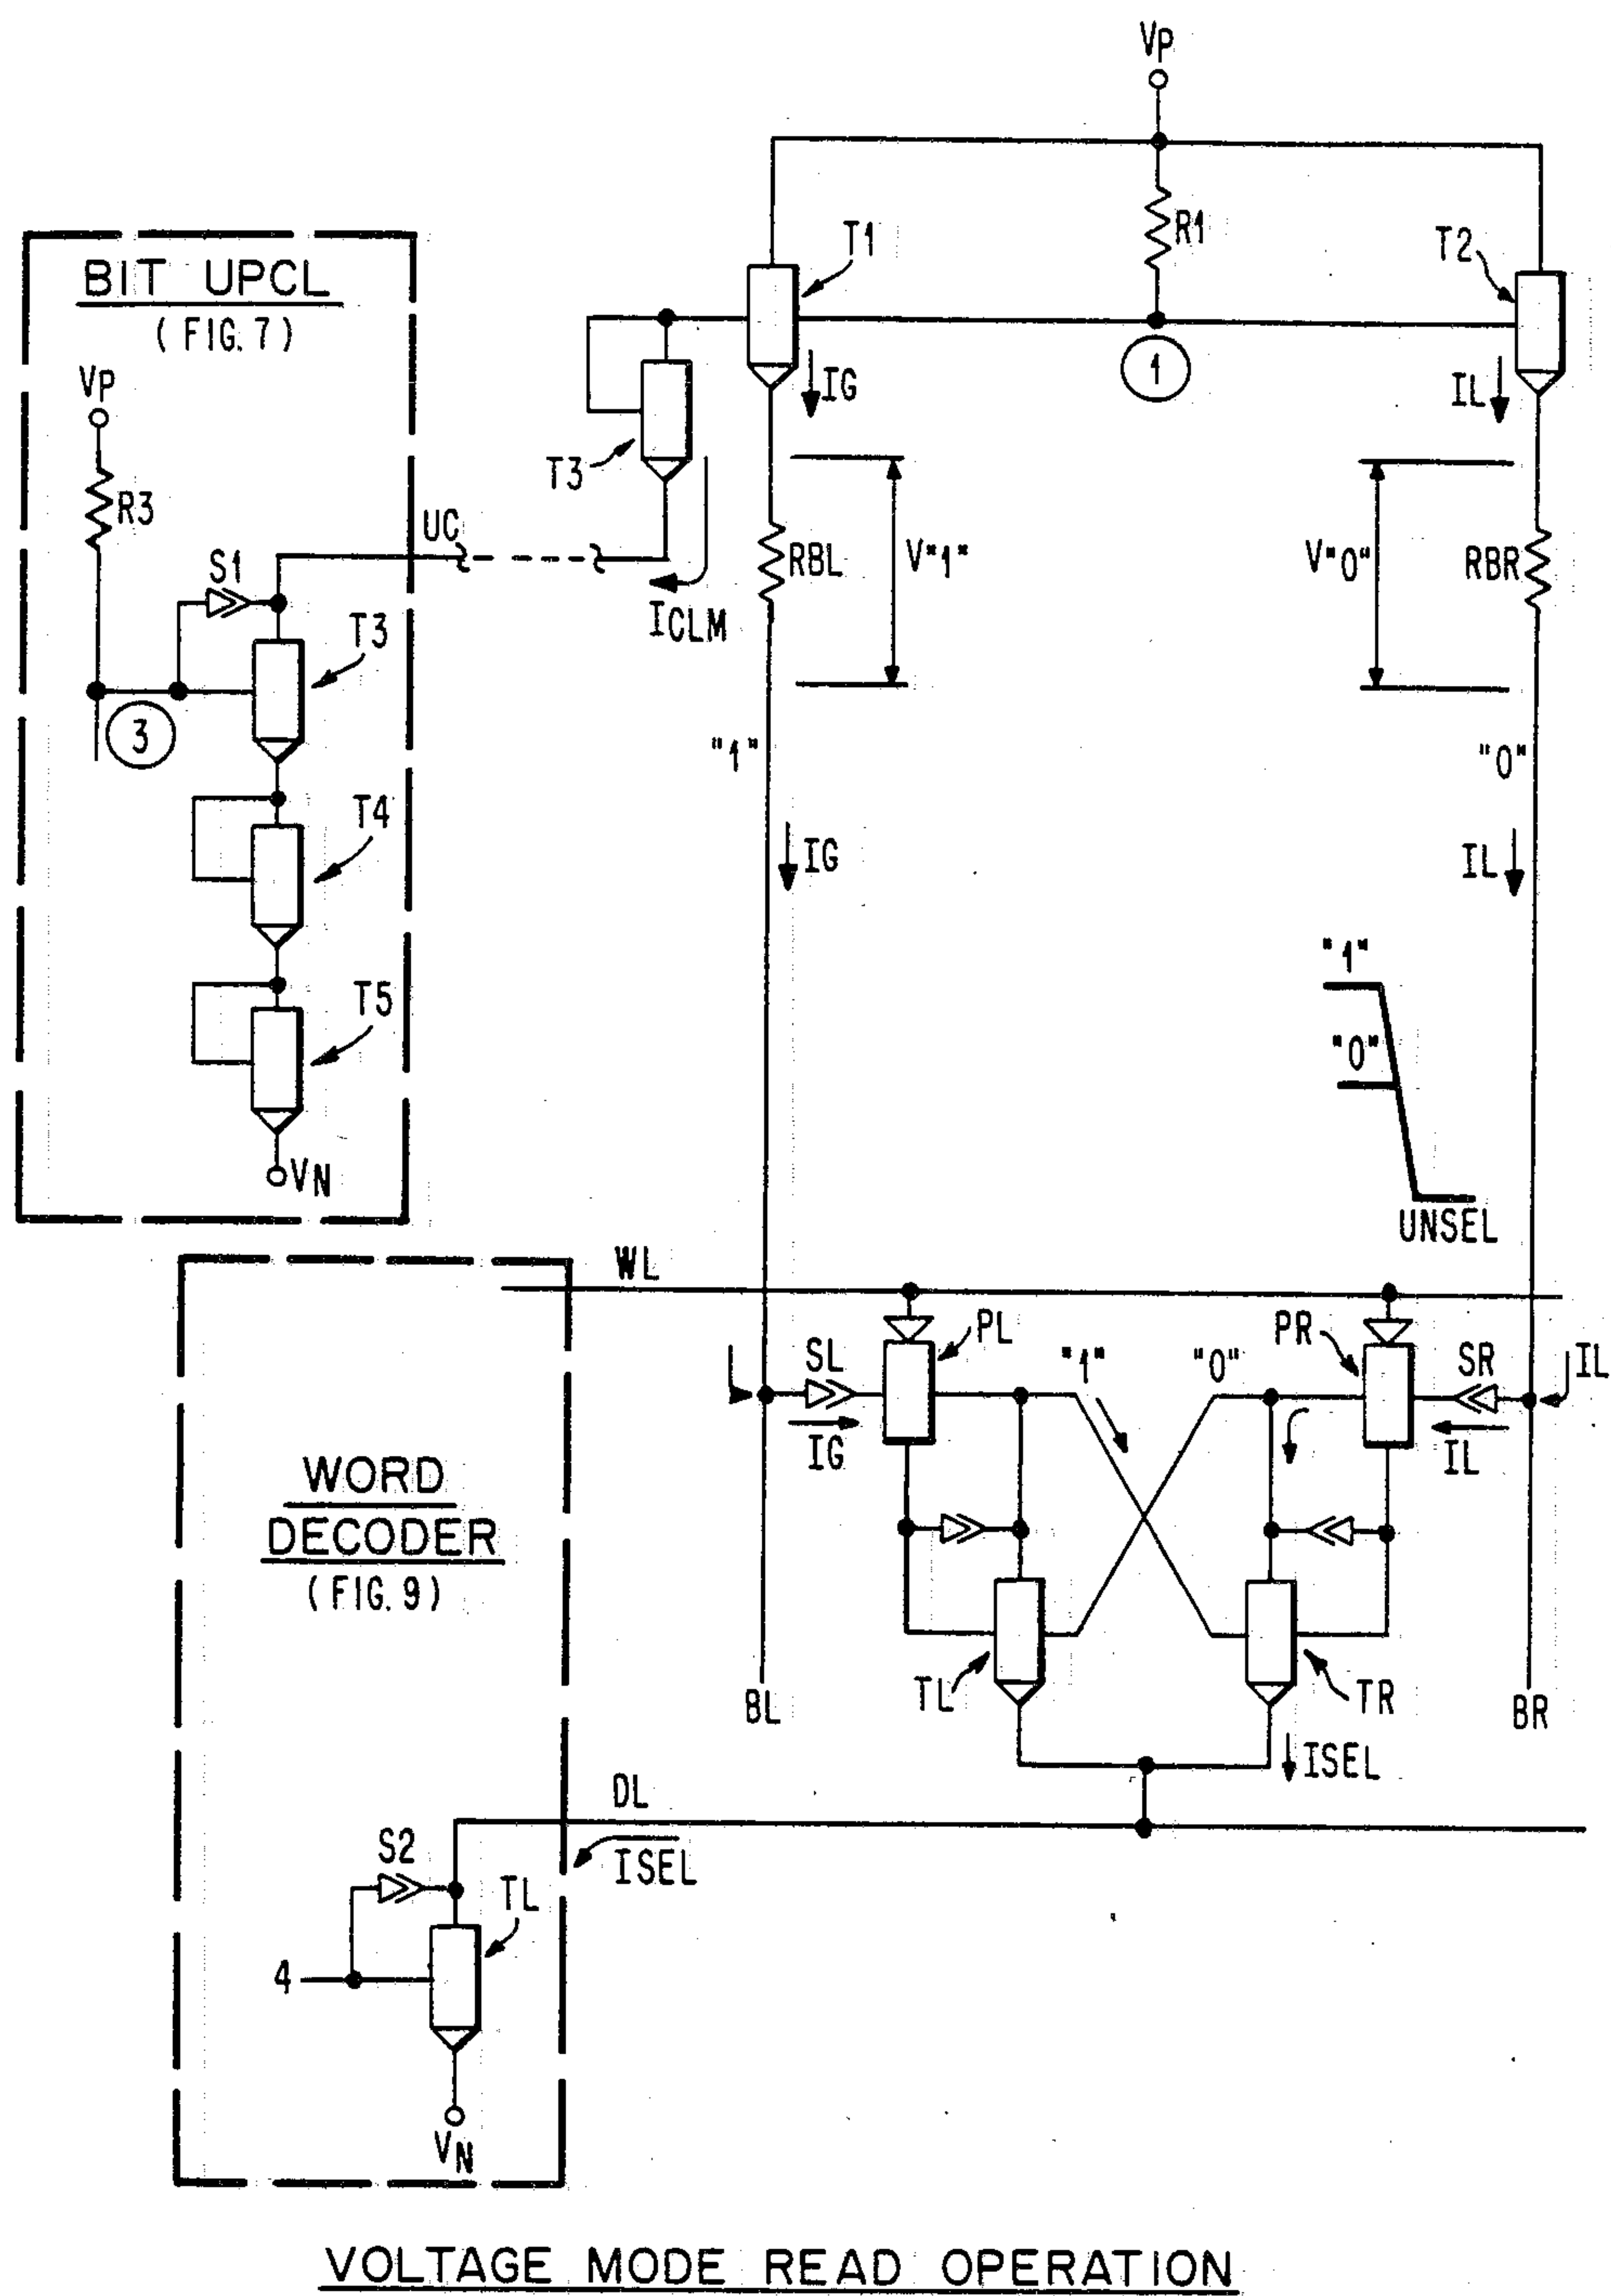 VP
T1
R1
T2
BIT UPCL
(FIG. 7)
1
IG
IL
VP
T3
R3
UC
S1
RBL
V"1"
V"0"
RBR
ICLM
T3
3
"1"
"0"
T4
IG
IL
"1"
T5
"0"
VN
UNSEL
WL
PL
PR
SL
"1"
"0"
SR
IL
IG
IL
WORD
DECODER
(FIG. 9)
TL
TR
BL
BR
ISEL
DL
S2
ISEL
TL
4
VN
VOLTAGE MODE READ OPERATION